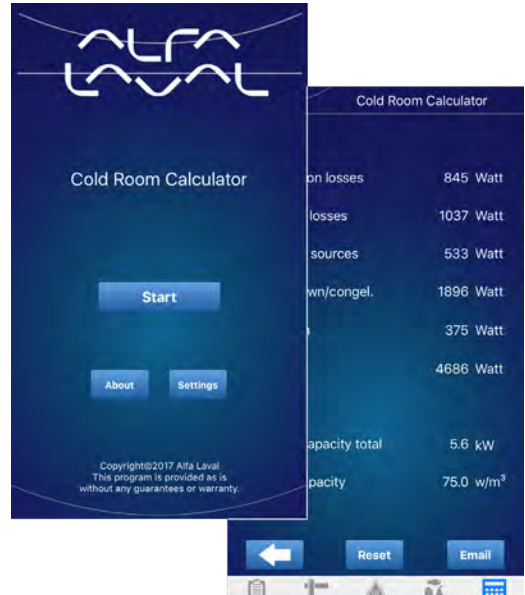 ALFA
LAVAL
Cold Room Calculator
Start
About
Settings
Copyright@2017 Alfa Laval
This program is provided as is
without any guarantees or warranty.
Cold Room Calculator
on losses 845 Watt
losses 1037 Watt
sources 533 Watt
wn/congel. 1896 Watt
375 Watt
4686 Watt
apacity total 5.6 kW
pacity 75.0 w/m³
Reset
Email